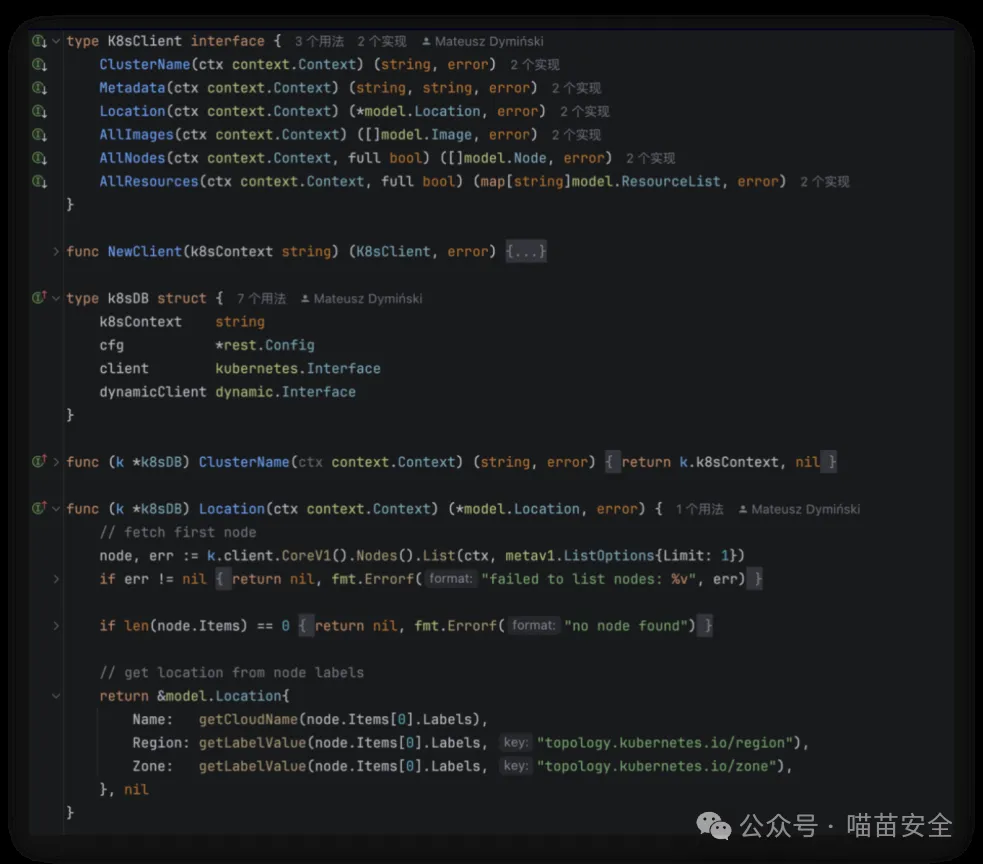 type K8sClient interface { 3 个用法 2 个实现 Mateusz Dymiński
ClusterName(ctx context.Context) (string, error) 2 个实现
Metadata(ctx context.Context) (string, string, error) 2 个实现
Location(ctx context.Context) (*model.Location, error) 2 个实现
AllImages(ctx context.Context) ([]model.Image, error) 2 个实现
AllNodes(ctx context.Context, full bool) ([]model.Node, error) 2 个实现
AllResources(ctx context.Context, full bool) (map[string]model.ResourceList, error) 2 个实现
}
func NewClient(k8sContext string) (K8sClient, error) {...}
type k8sDB struct { 7 个用法 Mateusz Dymiński
k8sContext string
cfg *rest.Config
client kubernetes.Interface
dynamicClient dynamic.Interface
}
func (k *k8sDB) ClusterName(ctx context.Context) (string, error) { return k.k8sContext, nil }
func (k *k8sDB) Location(ctx context.Context) (*model.Location, error) { 1 个用法 Mateusz Dymiński
// fetch first node
node, err := k.client.CoreV1().Nodes().List(ctx, metav1.ListOptions{Limit: 1})
if err != nil { return nil, fmt.Errorf( format: "failed to list nodes: %v", err) }
if len(node.Items) == 0 { return nil, fmt.Errorf( format: "no node found") }
// get location from node labels
return &model.Location{
Name: getCloudName(node.Items[0].Labels),
Region: getLabelValue(node.Items[0].Labels, key: "topology.kubernetes.io/region"),
Zone: getLabelValue(node.Items[0].Labels, key: "topology.kubernetes.io/zone"),
}, nil
}
公众号 · 喵苗安全